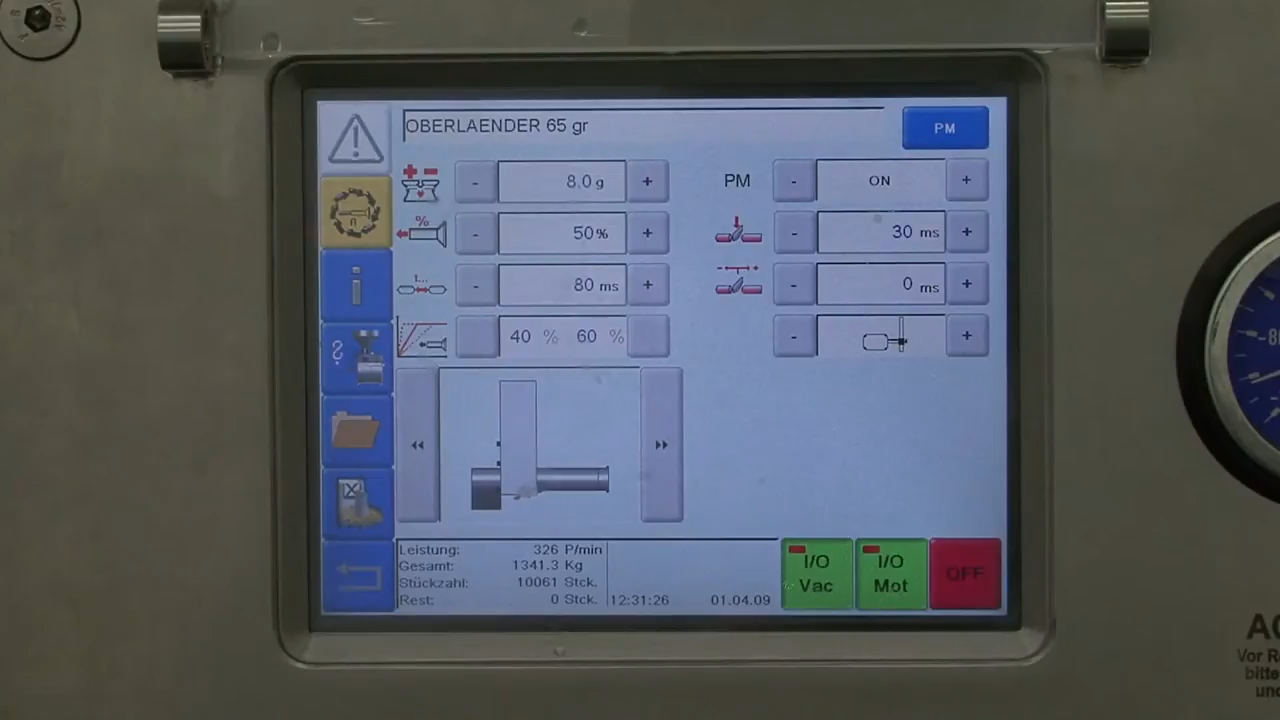 OBERLAENDER 65 gr
PM
- 8.0 g +
PM - ON +
% - 50 % +
- 30 ms +
t... - 80 ms +
- 0 ms +
40 % 60 %
- +
Leistung: 326 P/min
Gesamt: 1341.3 Kg
Stückzahl: 10061 Stck.
Rest: 0 Stck.
12:31:26 01.04.09
I/O Vac
I/O Mot
OFF
Vor
bitte